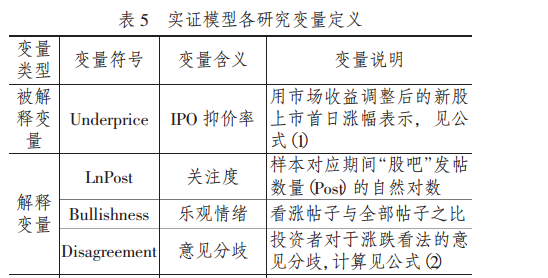 表 5　实证模型各研究变量定义
变量类型　变量符号　变量含义　变量说明
被解释变量　Underprice　IPO 抑价率　用市场收益调整后的新股上市首日涨幅表示，见公式(1)
解释变量
LnPost　关注度　样本对应期间“股吧”发帖数量(Post)的自然对数
Bullishness　乐观情绪　看涨帖子与全部帖子之比
Disagreement　意见分歧　投资者对于涨跌看法的意见分歧,计算见公式(2)